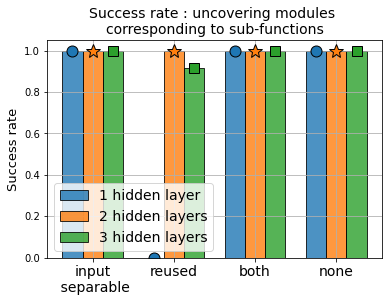 Success rate : uncovering modules
corresponding to sub-functions
Success rate
1.0
0.8
0.6
0.4
0.2
0.0
1 hidden layer
2 hidden layers
3 hidden layers
input
separable
reused
both
none